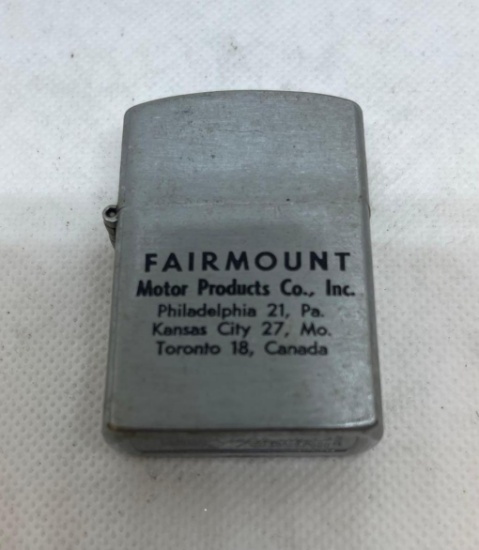 FAIRMOUNT
Motor Products Co., Inc.
Philadelphia 21, Pa.
Kansas City 27, Mo.
Toronto 18, Canada